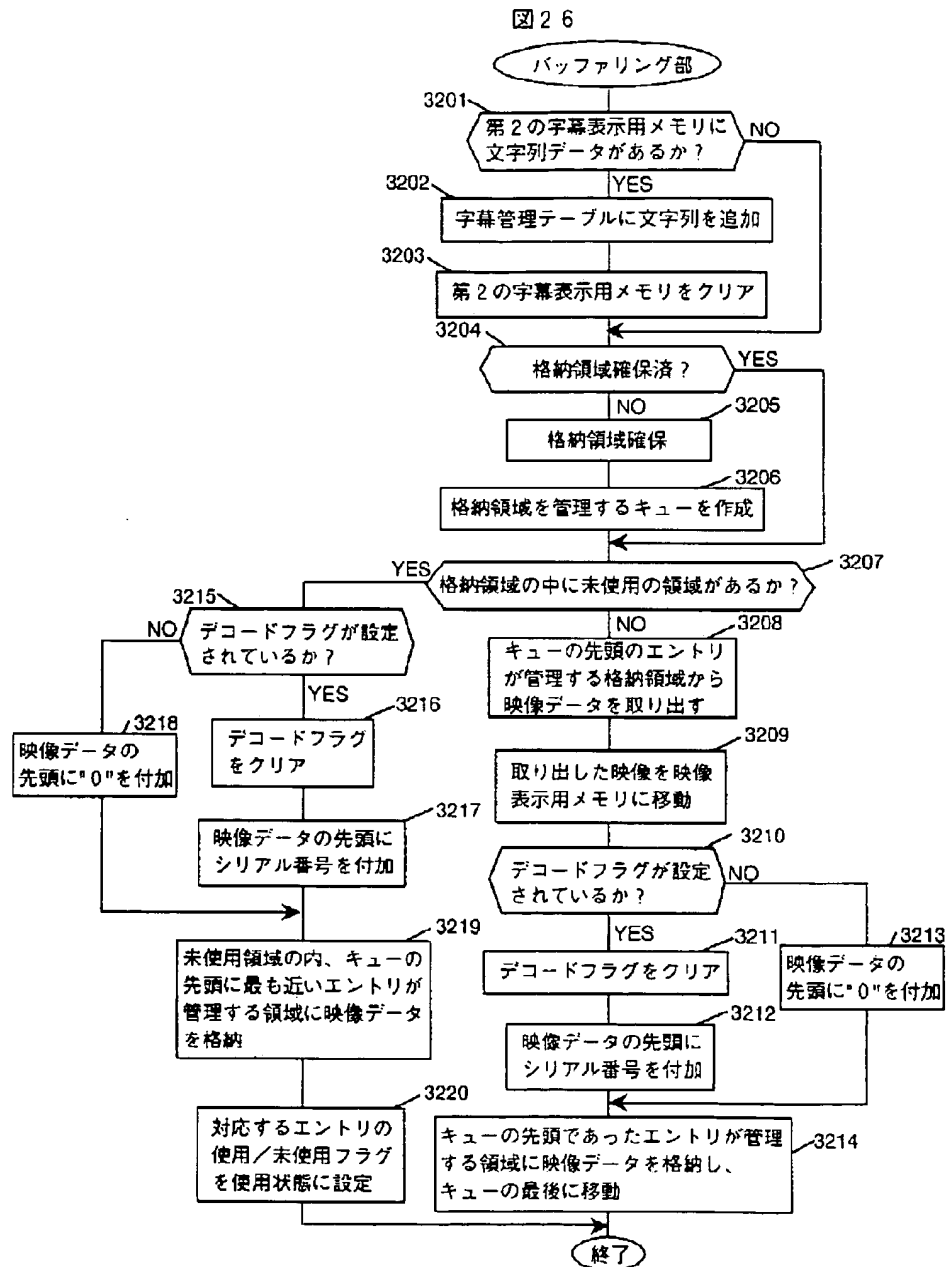 図26
バッファリング部
3201
第2の字幕表示用メモリに
文字列データがあるか?
NO
YES
3202
字幕管理テーブルに文字列を追加
3203
第2の字幕表示用メモリをクリア
3204
格納領域確保済?
YES
NO
3205
格納領域確保
3206
格納領域を管理するキューを作成
3207
格納領域の中に未使用の領域があるか?
YES
NO
3208
キューの先頭のエントリ
が管理する格納領域から
映像データを取り出す
3209
取り出した映像を映像
表示用メモリに移動
3210
デコードフラグが設定
されているか?
NO
YES
3211
デコードフラグをクリア
3212
映像データの先頭に
シリアル番号を付加
3213
映像データの
先頭に"0"を付加
3214
キューの先頭であったエントリが管理
する領域に映像データを格納し、
キューの最後に移動
3215
デコードフラグが設定
されているか?
NO
YES
3216
デコードフラグ
をクリア
3217
映像データの先頭に
シリアル番号を付加
3218
映像データの
先頭に"0"を付加
3219
未使用領域の内、キューの
先頭に最も近いエントリが
管理する領域に映像データ
を格納
3220
対応するエントリの
使用/未使用フラグ
を使用状態に設定
終了